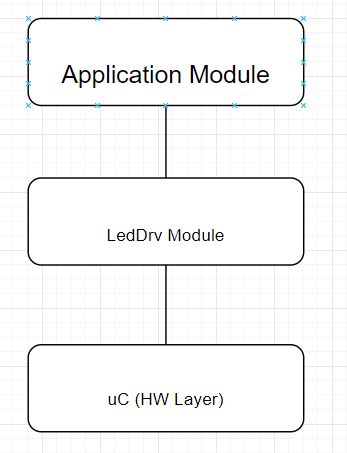 Application Module
LedDrv Module
uC (HW Layer)